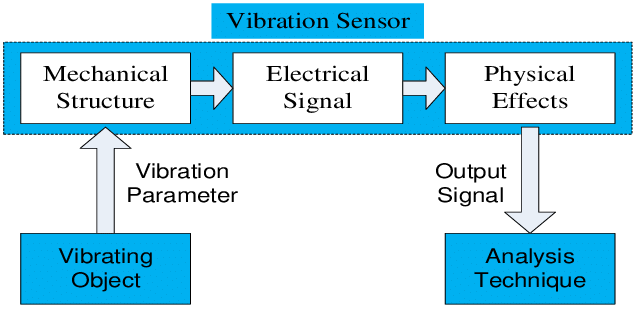 Vibration Sensor
Mechanical
Structure
Electrical
Signal
Physical
Effects
Vibration
Parameter
Output
Signal
Vibrating
Object
Analysis
Technique